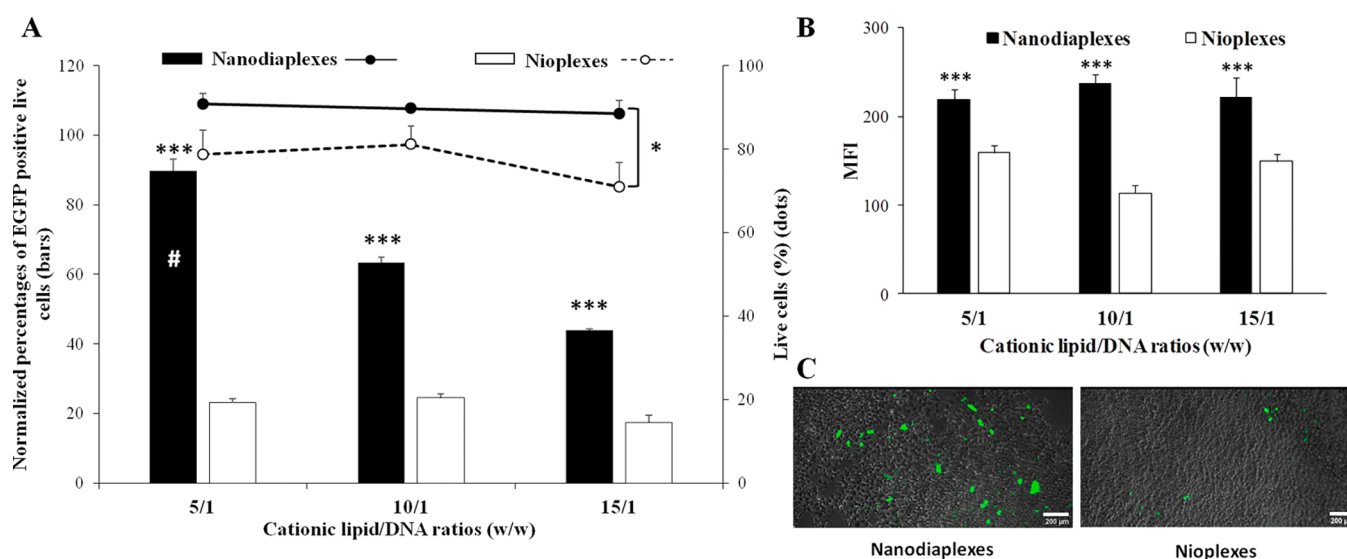 A
Nanodiaplexes
Nioplexes
Normalized percentages of EGFP positive live
cells (bars)
120
100
80
60
40
20
0
***
#
***
***
*
100
80
60
40
20
0
Live cells (%) (dots)
5/1
10/1
15/1
Cationic lipid/DNA ratios (w/w)
B
Nanodiaplexes
Nioplexes
MFI
300
200
100
0
***
***
***
5/1
10/1
15/1
Cationic lipid/DNA ratios (w/w)
C
200 µm
200 µm
Nanodiaplexes
Nioplexes